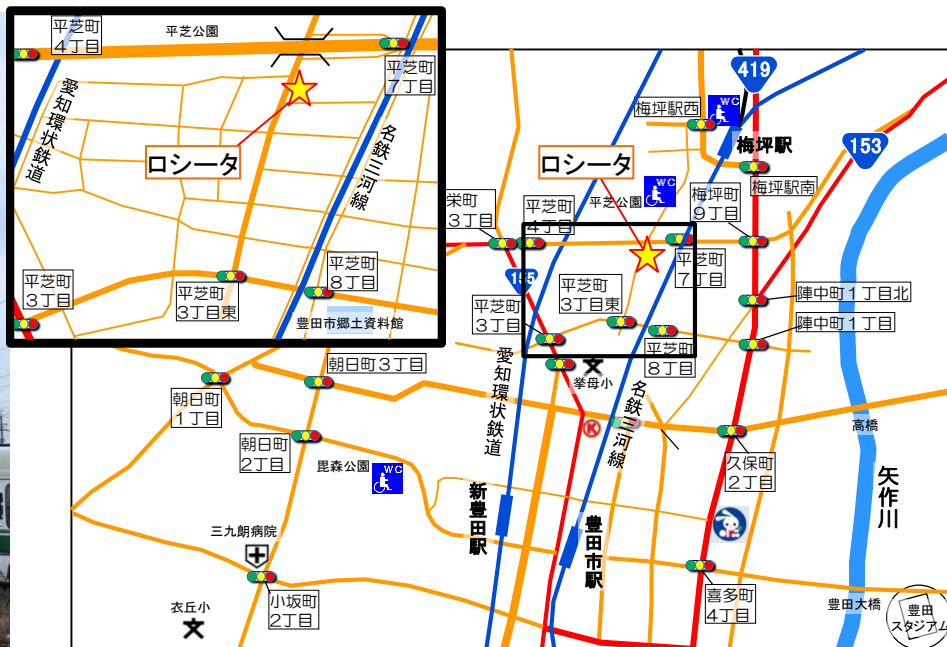 平芝町
4丁目
平芝公園
平芝町
7丁目
愛知環状鉄道
名鉄三河線
ロシータ
平芝町
3丁目
平芝町
3丁目東
平芝町
8丁目
豊田市郷土資料館
419
WC
梅坪駅西
梅坪駅
153
ロシータ
WC
梅坪駅南
栄町
3丁目
平芝町
4丁目
平芝公園
梅坪町
9丁目
平芝町
7丁目
155
平芝町
3丁目東
陣中町1丁目北
平芝町
3丁目
陣中町1丁目
平芝町
8丁目
朝日町3丁目
愛知環状鉄道
挙母小
名鉄三河線
朝日町
1丁目
K
高橋
朝日町
2丁目
久保町
2丁目
毘森公園
WC
矢作川
新豊田駅
豊田市駅
三九朗病院
小坂町
2丁目
衣丘小
喜多町
4丁目
豊田大橋
豊田
スタジアム